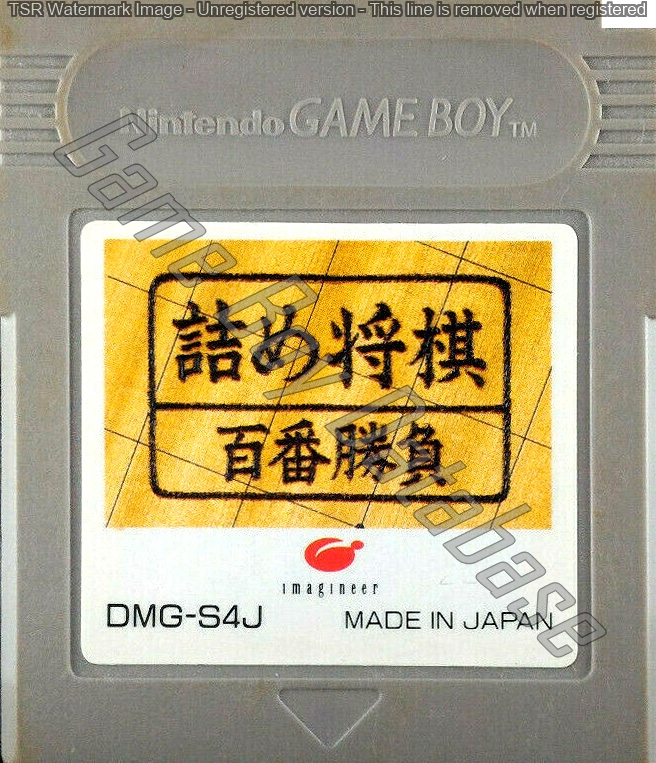 TSR Watermark Image - Unregistered version - This line is removed when registered
Nintendo GAME BOY TM
Game Boy Database
詰め将棋
百番勝負
imagineer
DMG-S4J
MADE IN JAPAN